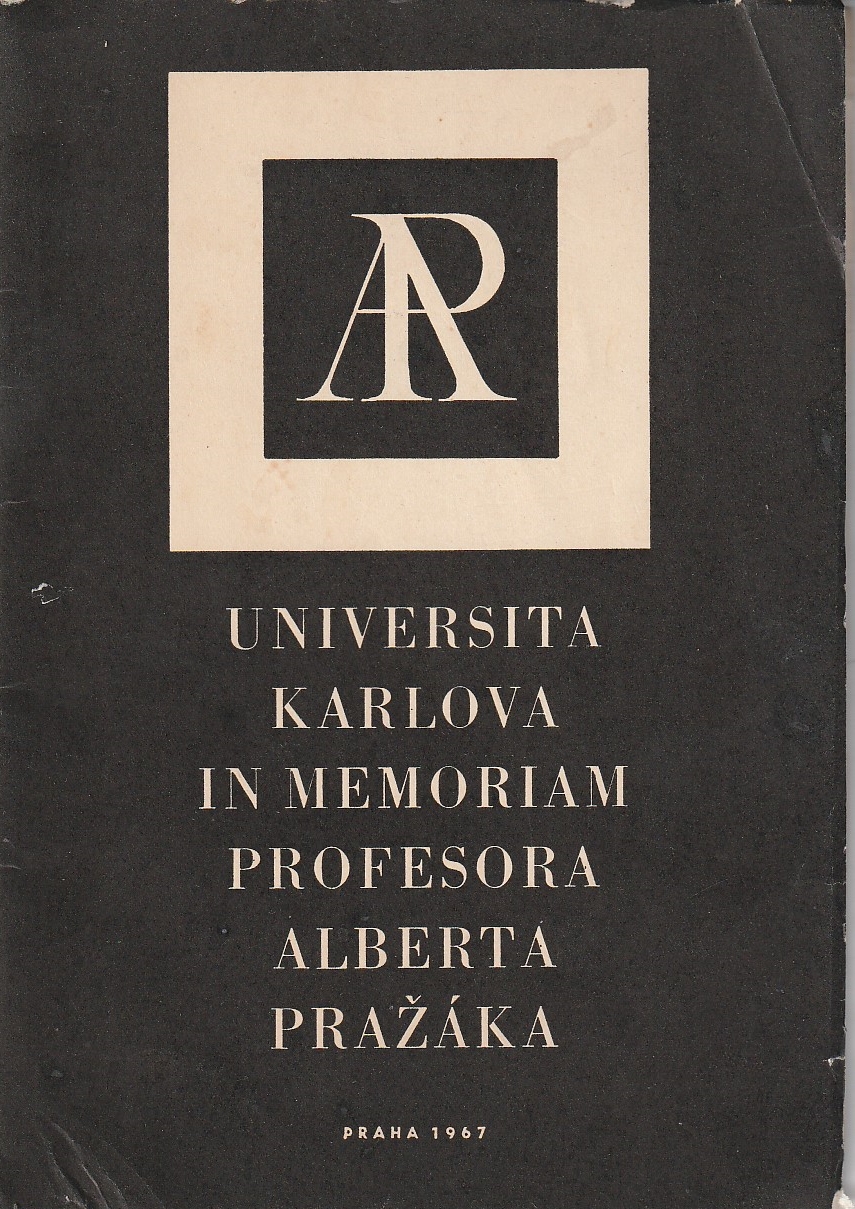 AP
UNIVERSITA
KARLOVA
IN MEMORIAM
PROFESORA
ALBERTA
PRAŽÁKA
PRAHA 1967